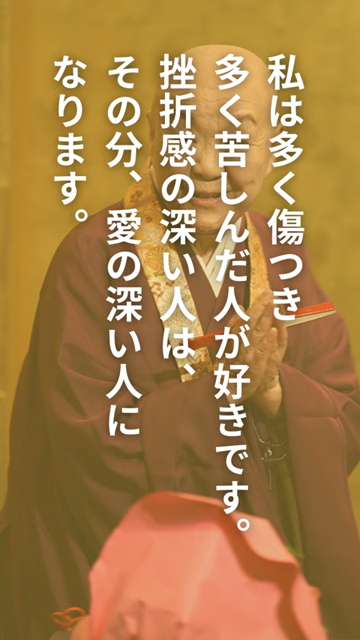 私は多く傷つき
多く苦しんだ人が好きです。
挫折感の深い人は、
その分、愛の深い人に
なります。